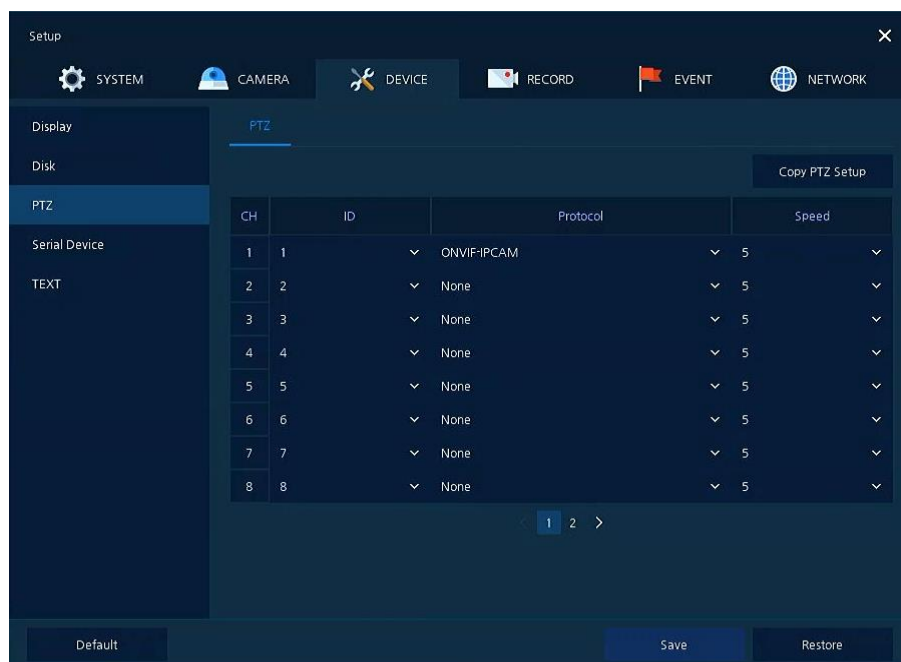 Setup
SYSTEM CAMERA DEVICE RECORD EVENT NETWORK
Display
Disk
PTZ
Serial Device
TEXT
PTZ
Copy PTZ Setup
CH ID Protocol Speed
1 1 ONVIF-IPCAM 5
2 2 None 5
3 3 None 5
4 4 None 5
5 5 None 5
6 6 None 5
7 7 None 5
8 8 None 5
1 2
Default Save Restore